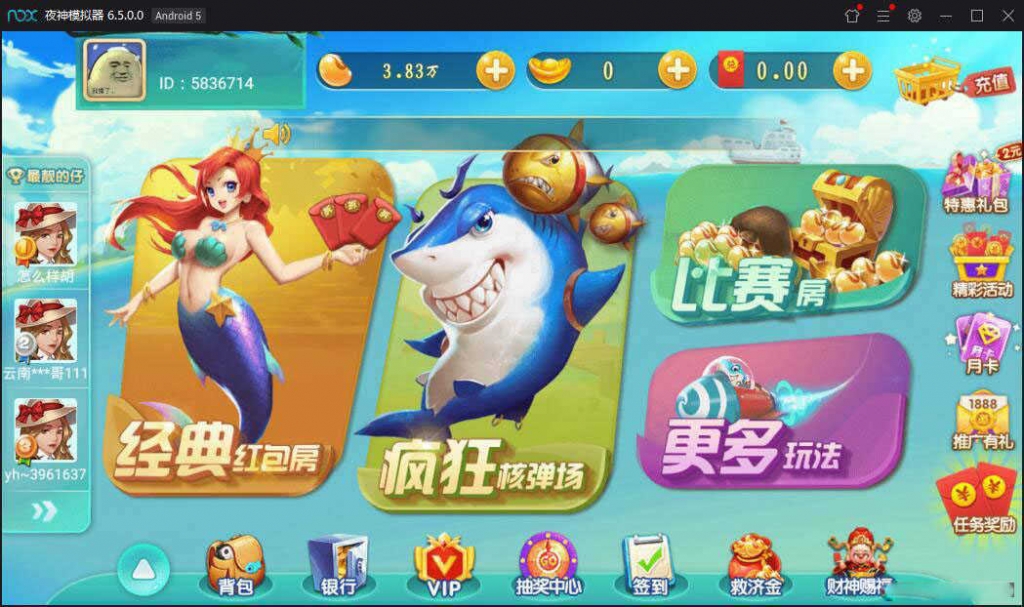 nox 夜神模拟器 6.5.0.0 Android 5
ID：5836714
3.83万
0
0.00
充值
最靓的仔
怎么样胡
2
云南***哥111
yh~3961637
经典红包房
疯狂核弹场
比赛房
更多玩法
2元
特惠礼包
精彩活动
月卡
月卡
1888
推广有礼
任务奖励
背包
银行
VIP
GO
抽奖中心
签到
救济金
财神赐福